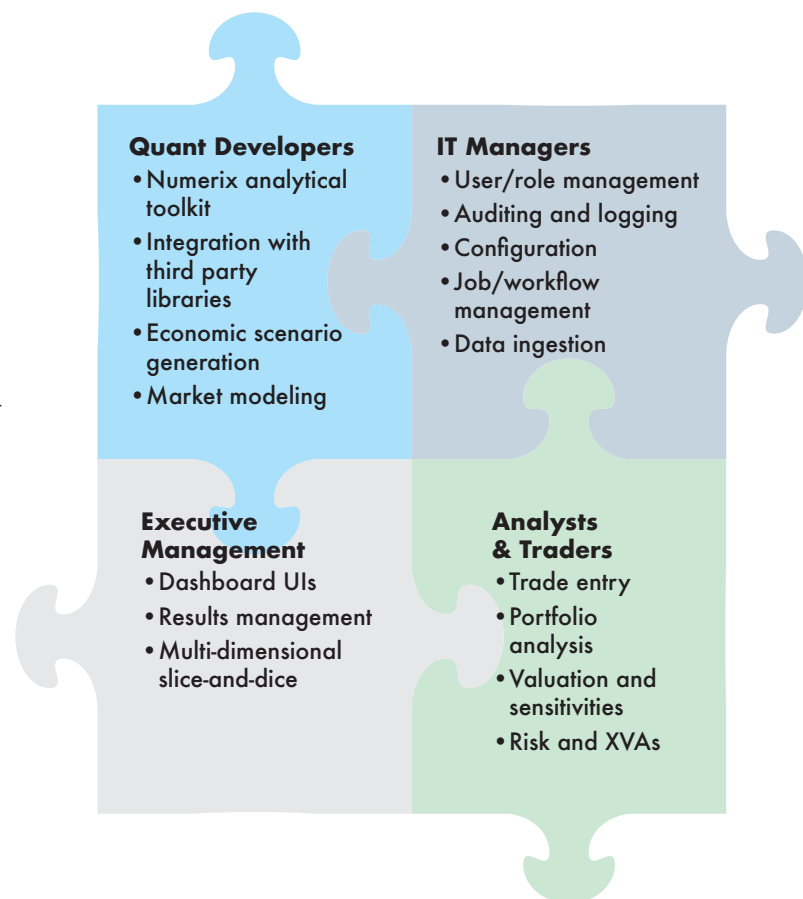 Quant Developers
•Numerix analytical
toolkit
•Integration with
third party
libraries
•Economic scenario
generation
•Market modeling
IT Managers
•User/role management
•Auditing and logging
•Configuration
•Job/workflow
management
•Data ingestion
Executive
Management
•Dashboard UIs
•Results management
•Multi-dimensional
slice-and-dice
Analysts
& Traders
•Trade entry
•Portfolio
analysis
•Valuation and
sensitivities
•Risk and XVAs